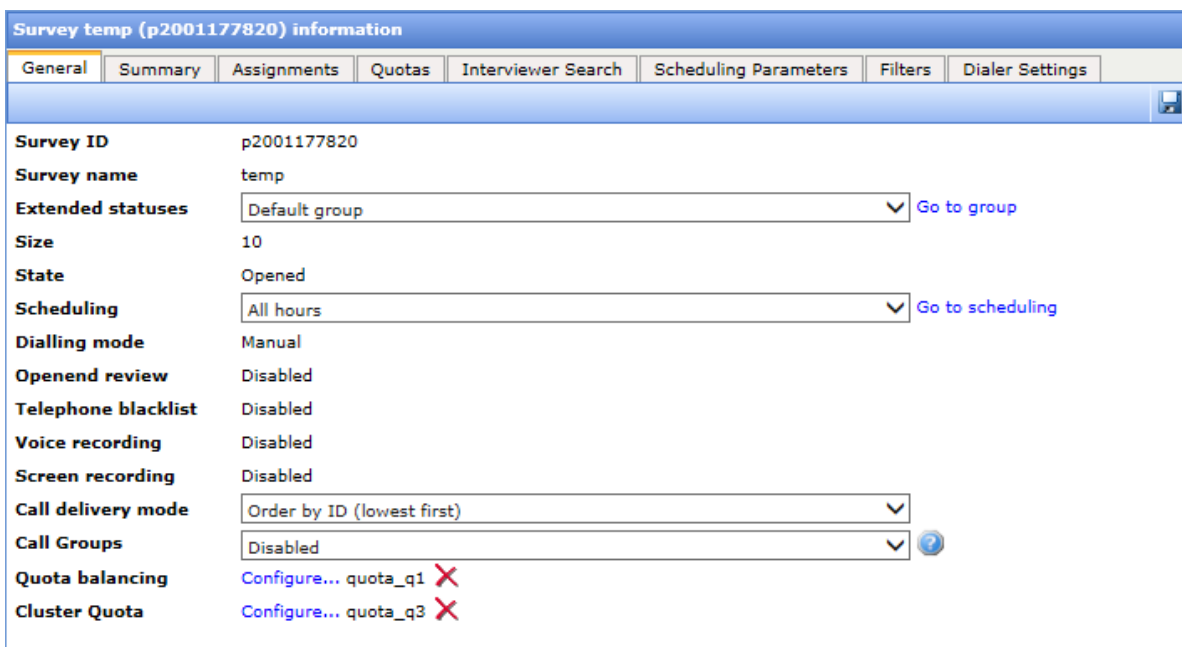 Survey temp (p2001177820) information
General Summary Assignments Quotas Interviewer Search Scheduling Parameters Filters Dialer Settings
Survey ID p2001177820
Survey name temp
Extended statuses Default group Go to group
Size 10
State Opened
Scheduling All hours Go to scheduling
Dialling mode Manual
Openend review Disabled
Telephone blacklist Disabled
Voice recording Disabled
Screen recording Disabled
Call delivery mode Order by ID (lowest first)
Call Groups Disabled ?
Quota balancing Configure... quota_q1
Cluster Quota Configure... quota_q3